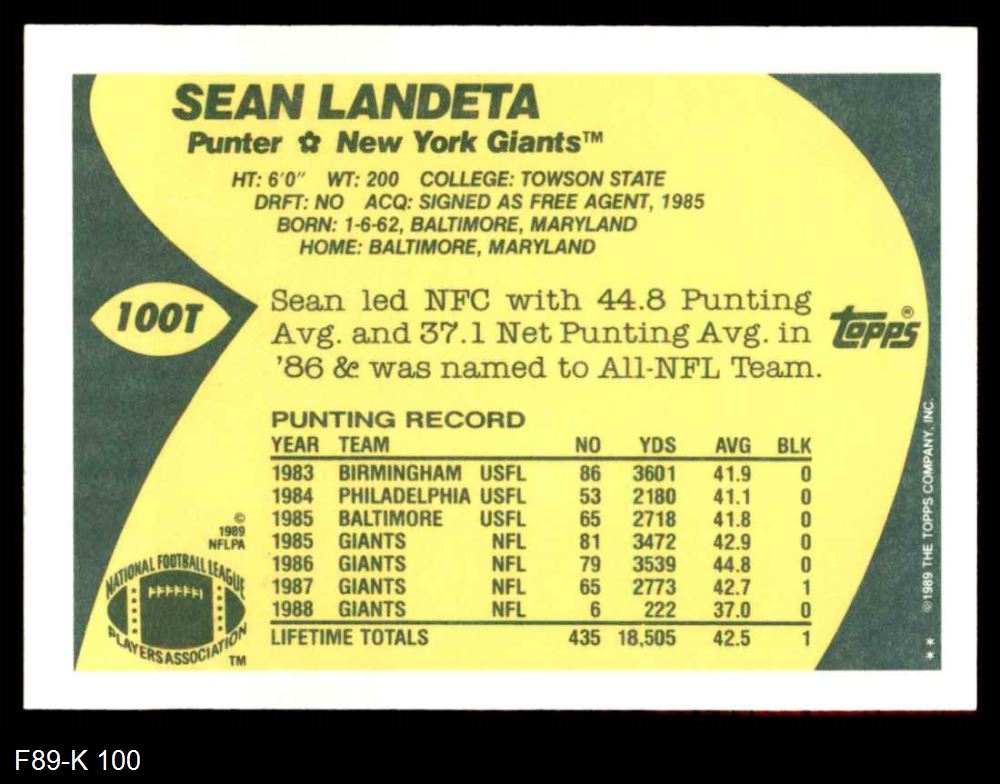 SEAN LANDETA
Punter ✿ New York Giants™
HT: 6'0" WT: 200 COLLEGE: TOWSON STATE
DRFT: NO ACQ: SIGNED AS FREE AGENT, 1985
BORN: 1-6-62, BALTIMORE, MARYLAND
HOME: BALTIMORE, MARYLAND
100T
Sean led NFC with 44.8 Punting
Avg. and 37.1 Net Punting Avg. in
'86 & was named to All-NFL Team.
topps®
PUNTING RECORD
YEAR TEAM NO YDS AVG BLK
1983 BIRMINGHAM USFL 86 3601 41.9 0
1984 PHILADELPHIA USFL 53 2180 41.1 0
1985 BALTIMORE USFL 65 2718 41.8 0
1985 GIANTS NFL 81 3472 42.9 0
1986 GIANTS NFL 79 3539 44.8 0
1987 GIANTS NFL 65 2773 42.7 1
1988 GIANTS NFL 6 222 37.0 0
LIFETIME TOTALS 435 18,505 42.5 1
©
1989
NFLPA
NATIONAL FOOTBALL LEAGUE
PLAYERS ASSOCIATION
TM
©1989 THE TOPPS COMPANY, INC.
**
F89-K 100